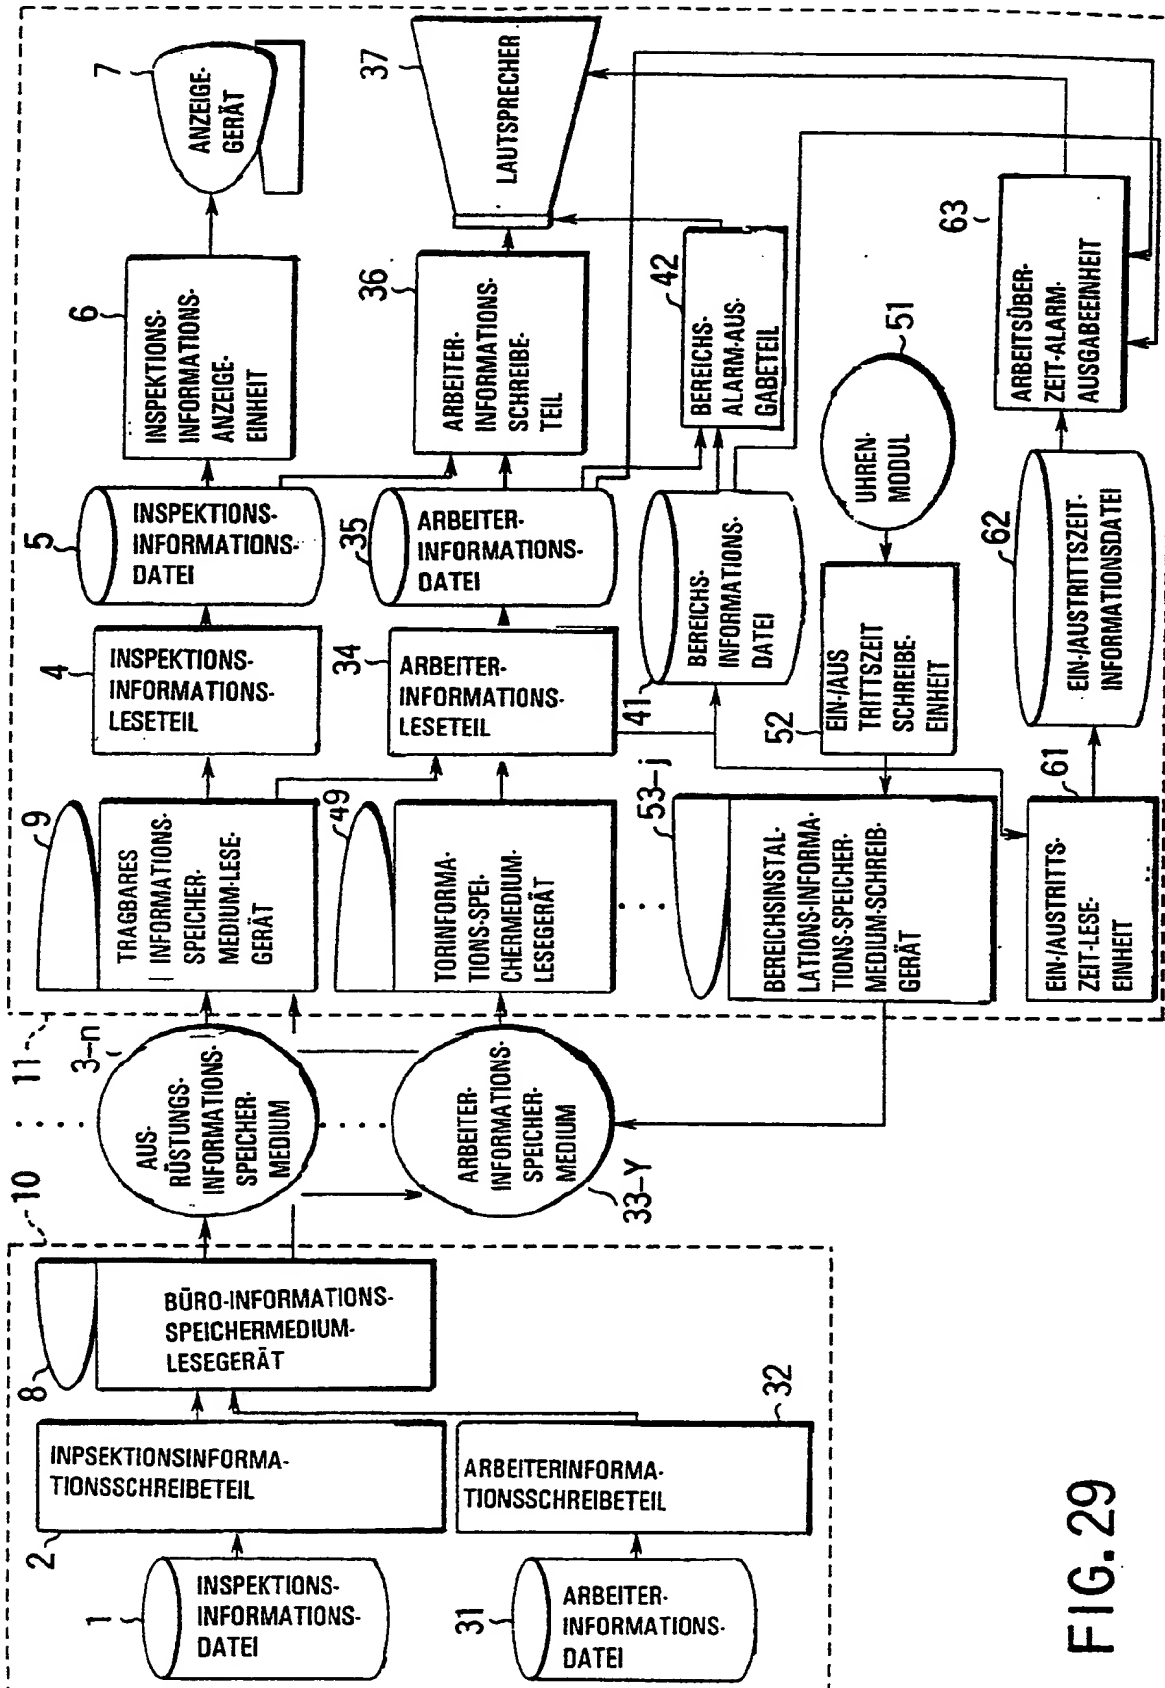 10
1
INSPEKTIONS-
INFORMATIONS-
DATEI
2
INPSEKTIONSINFORMA-
TIONSSCHREIBETEIL
8
BÜRO-INFORMATIONS-
SPEICHERMEDIUM-
LESEGERÄT
31
ARBEITER-
INFORMATIONS-
DATEI
32
ARBEITERINFORMA-
TIONSSCHREIBETEIL
3-n
AUS-
RÜSTUNGS-
INFORMATIONS-
SPEICHER-
MEDIUM
33-Y
ARBEITER-
INFORMATIONS-
SPEICHER-
MEDIUM
11
9
TRAGBARES
INFORMATIONS-
SPEICHER-
MEDIUM-LESE-
GERÄT
4
INSPEKTIONS-
INFORMATIONS-
LESETEIL
5
INSPEKTIONS-
INFORMATIONS-
DATEI
6
INSPEKTIONS-
INFORMATIONS-
ANZEIGE-
EINHEIT
7
ANZEIGE-
GERÄT
49
TORINFORMA-
TIONS-SPEI-
CHERMEDIUM-
LESEGERÄT
34
ARBEITER-
INFORMATIONS-
LESETEIL
35
ARBEITER-
INFORMATIONS-
DATEI
36
ARBEITER-
INFORMATIONS-
SCHREIBE-
TEIL
37
LAUTSPRECHER
41
BEREICHS-
INFORMATIONS-
DATEI
42
BEREICHS-
ALARM-AUS-
GABETEIL
53-j
BEREICHSINSTAL-
LATIONS-INFORMA-
TIONS-SPEICHER-
MEDIUM-SCHREIB-
GERÄT
52
EIN-/AUS
TRITTSZEIT
SCHREIBE-
EINHEIT
51
UHREN-
MODUL
61
EIN-/AUSTRITTS-
ZEIT-LESE-
EINHEIT
62
EIN-/AUSTRITTSZEIT-
INFORMATIONSDATEI
63
ARBEITSÜBER-
ZEIT-ALARM-
AUSGABEEINHEIT
FIG. 29